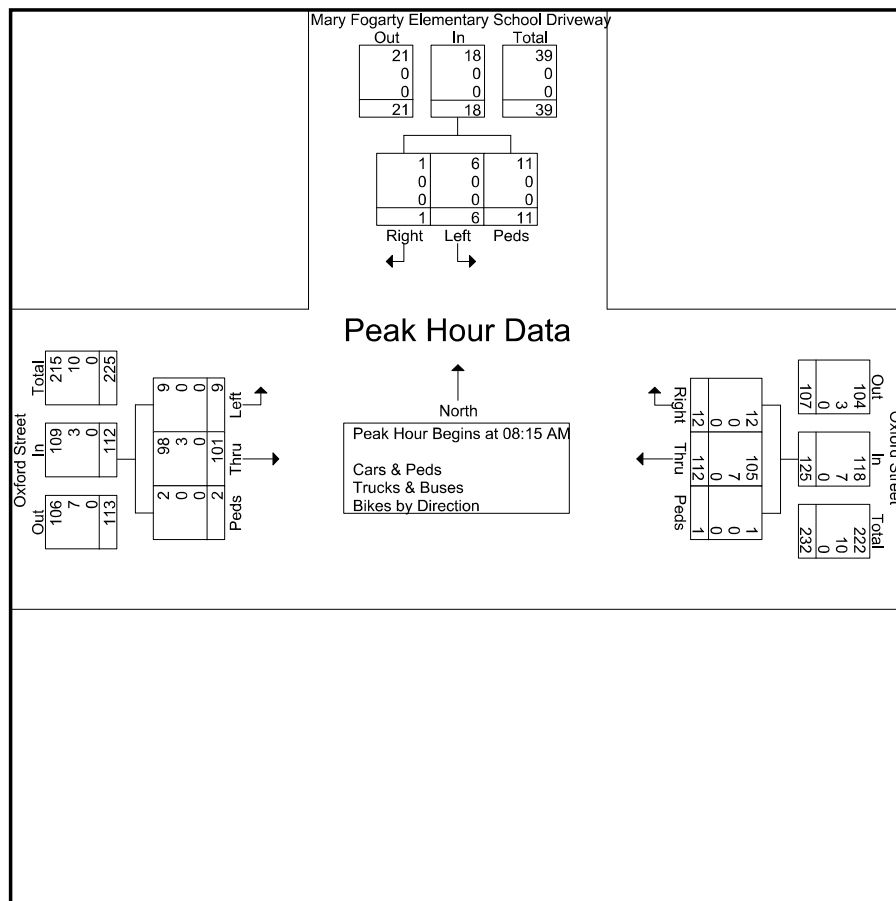 Mary Fogarty Elementary School Driveway
Out In Total
21 18 39
0 0 0
0 0 0
21 18 39
1 6 11
0 0 0
0 0 0
1 6 11
Right Left Peds
Peak Hour Data
North
Peak Hour Begins at 08:15 AM
Cars & Peds
Trucks & Buses
Bikes by Direction
Oxford Street
Out In Total
106 109 215
7 3 10
0 0 0
113 112 225
Peds Thru Left
2 98 9
0 3 0
0 0 0
2 101 9
Oxford Street
Out In Total
104 118 222
3 7 10
0 0 0
107 125 232
12 105 1
0 7 0
0 0 0
12 112 1
Right Thru Peds